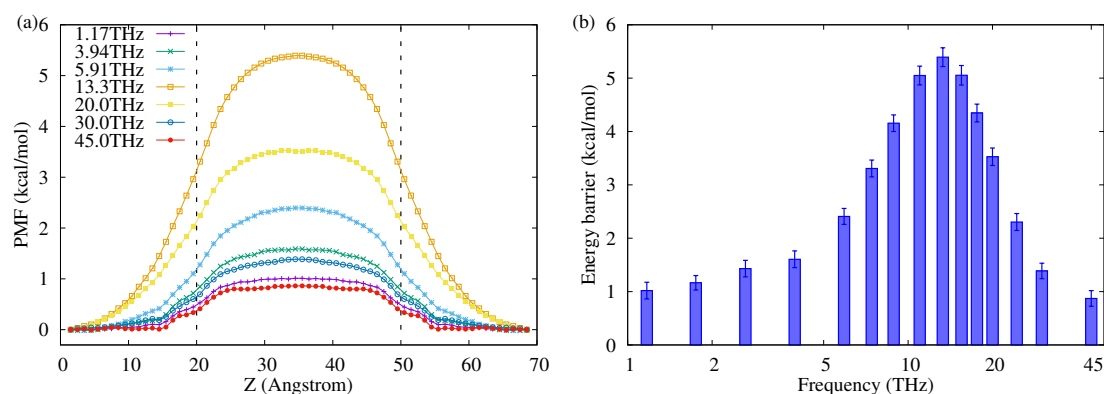 (a)
6
5
4
3
2
1
0
PMF (kcal/mol)
1.17THz
3.94THz
5.91THz
13.3THz
20.0THz
30.0THz
45.0THz
0 10 20 30 40 50 60 70
Z (Angstrom)
(b)
6
5
4
3
2
1
0
Energy barrier (kcal/mol)
1 2 5 10 20 45
Frequency (THz)